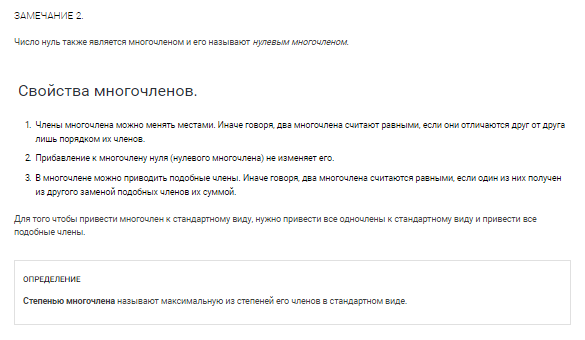 ЗАМЕЧАНИЕ 2.
Число нуль также является многочленом и его называют нулевым многочленом.
Свойства многочленов.
1. Члены многочлена можно менять местами. Иначе говоря, два многочлена считают равными, если они отличаются друг от друга
лишь порядком их членов.
2. Прибавление к многочлену нуля (нулевого многочлена) не изменяет его.
3. В многочлене можно приводить подобные члены. Иначе говоря, два многочлена считаются равными, если один из них получен
из другого заменой подобных членов их суммой.
Для того чтобы привести многочлен к стандартному виду, нужно привести все одночлены к стандартному виду и привести все
подобные члены.
ОПРЕДЕЛЕНИЕ
Степенью многочлена называют максимальную из степеней его членов в стандартном виде.